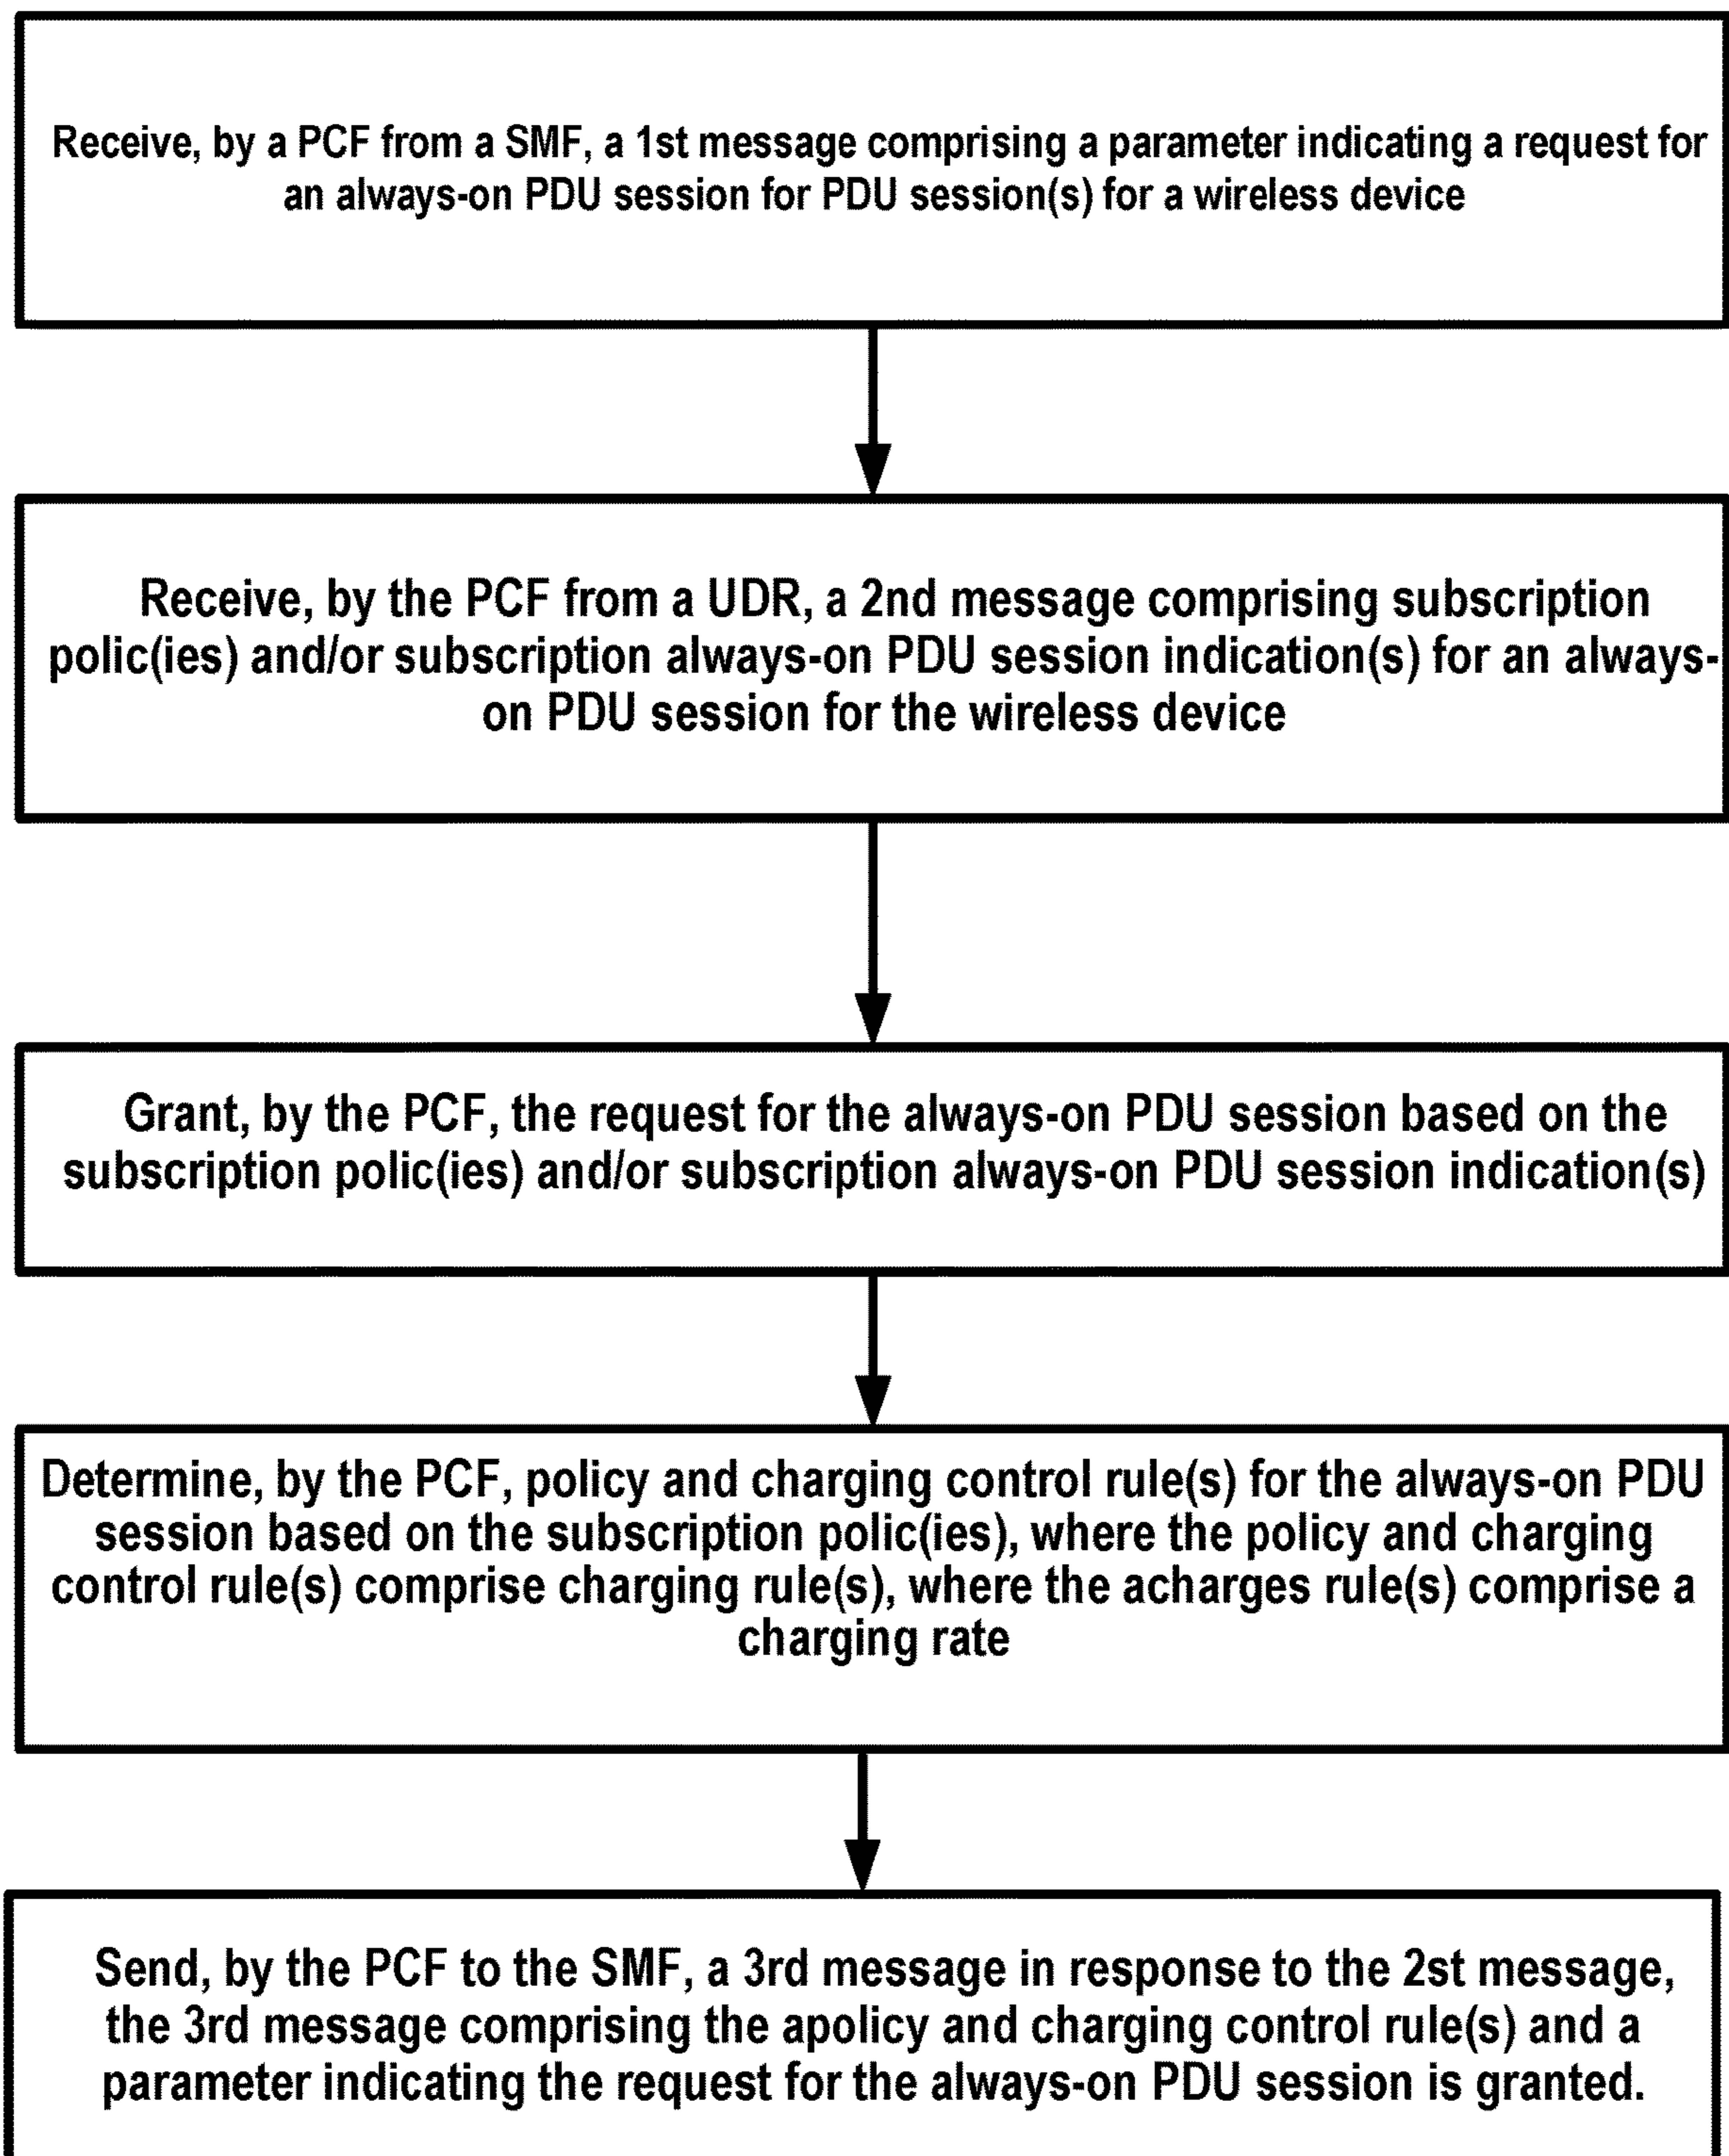 Receive, by a PCF from a SMF, a 1st message comprising a parameter indicating a request for
an always-on PDU session for PDU session(s) for a wireless device
Receive, by the PCF from a UDR, a 2nd message comprising subscription
polic(ies) and/or subscription always-on PDU session indication(s) for an always-
on PDU session for the wireless device
Grant, by the PCF, the request for the always-on PDU session based on the
subscription polic(ies) and/or subscription always-on PDU session indication(s)
Determine, by the PCF, policy and charging control rule(s) for the always-on PDU
session based on the subscription polic(ies), where the policy and charging
control rule(s) comprise charging rule(s), where the acharges rule(s) comprise a
charging rate
Send, by the PCF to the SMF, a 3rd message in response to the 2st message,
the 3rd message comprising the apolicy and charging control rule(s) and a
parameter indicating the request for the always-on PDU session is granted.